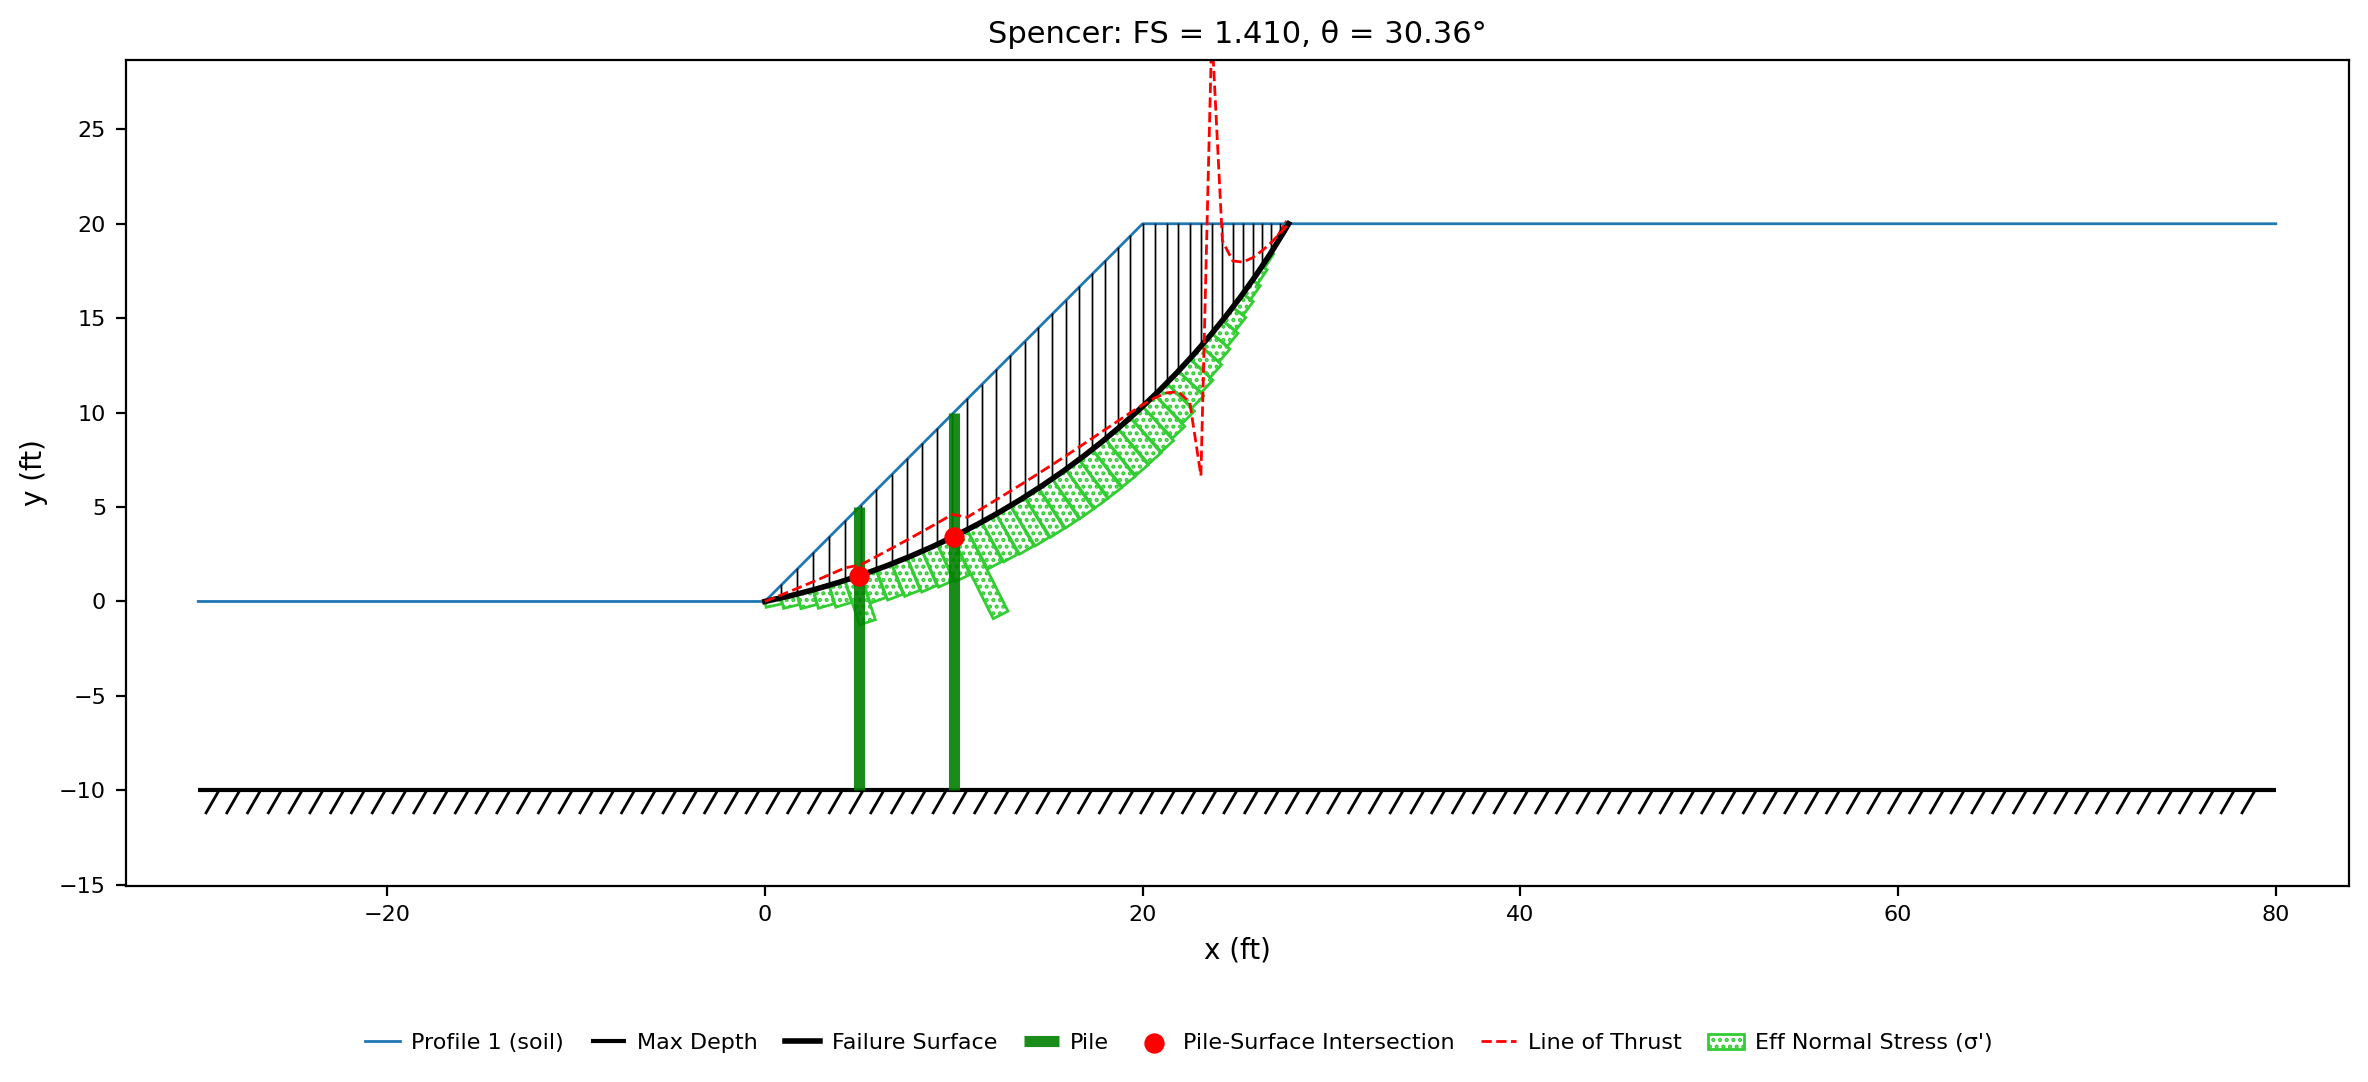 Spencer: FS = 1.410, θ = 30.36°
25
20
15
10
5
0
−5
−10
−15
y (ft)
−20 0 20 40 60 80
x (ft)
Profile 1 (soil) Max Depth Failure Surface Pile Pile-Surface Intersection Line of Thrust Eff Normal Stress (σ')